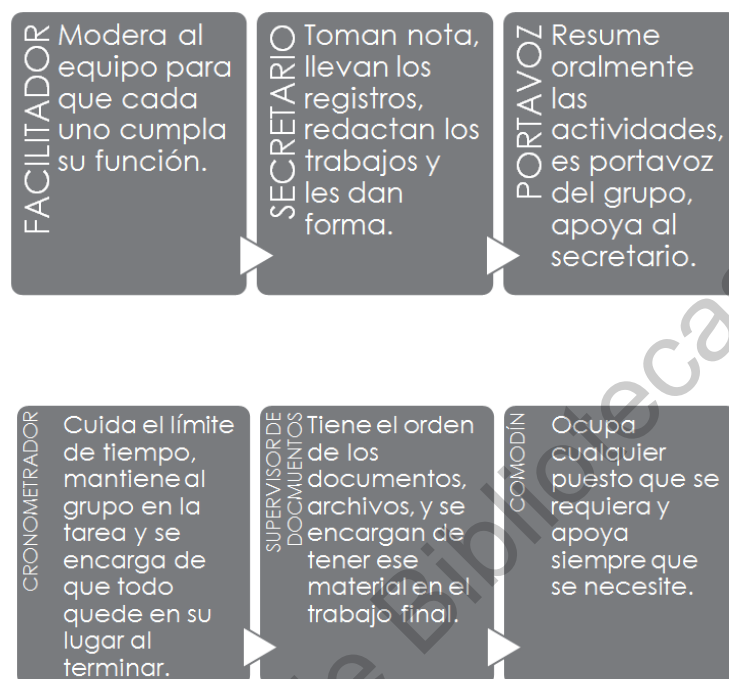 FACILITADOR
Modera al
equipo para
que cada
uno cumpla
su función.
SECRETARIO
Toman nota,
llevan los
registros,
redactan los
trabajos y
les dan
forma.
PORTAVOZ
Resume
oralmente
las
actividades,
es portavoz
del grupo,
apoya al
secretario.
CRONOMETRADOR
Cuida el límite
de tiempo,
mantiene al
grupo en la
tarea y se
encarga de
que todo
quede en su
lugar al
terminar.
SUPERVISOR DE
DOCMUENTOS
Tiene el orden
de los
documentos,
archivos, y se
encargan de
tener ese
material en el
trabajo final.
COMODÍN
Ocupa
cualquier
puesto que se
requiera y
apoya
siempre que
se necesite.
de Bibliotecas